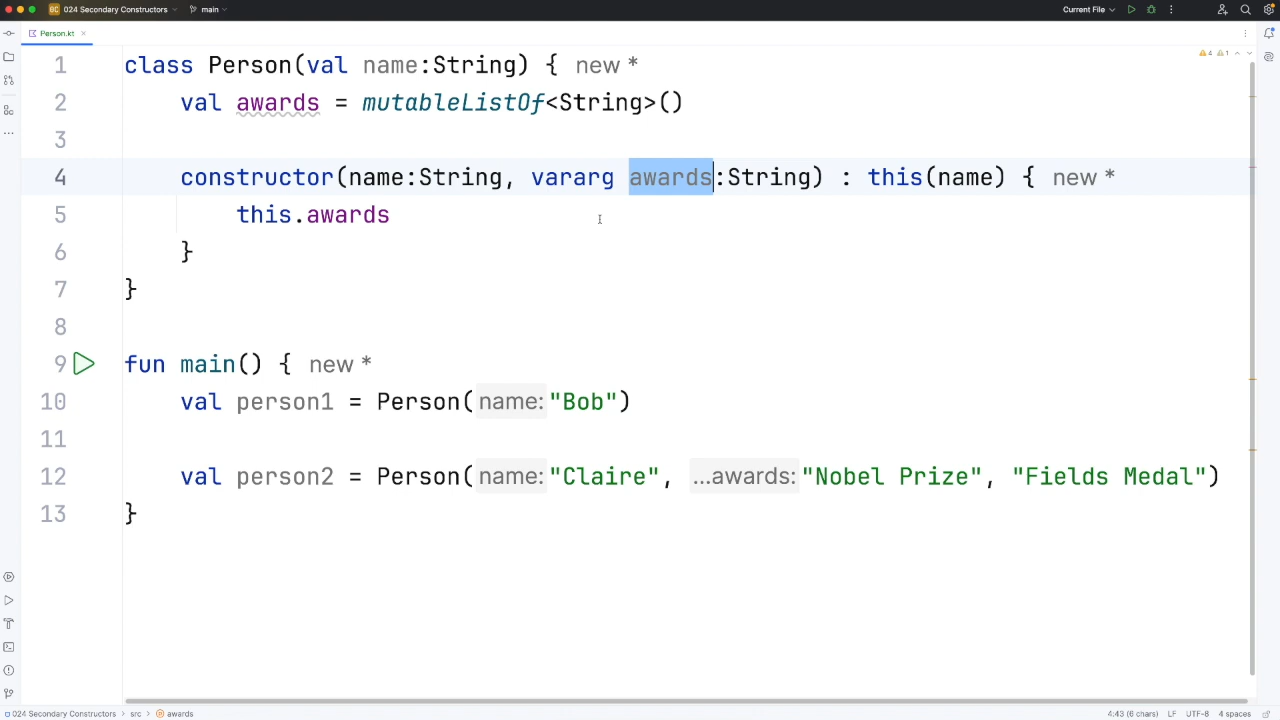 024 Secondary Constructors main Current File
Person.kt
4 1
1 class Person(val name:String) { new *
2 val awards = mutableListOf<String>()
3
4 constructor(name:String, vararg awards:String) : this(name) { new *
5 this.awards
6 }
7 }
8
9 fun main() { new *
10 val person1 = Person(name:"Bob")
11
12 val person2 = Person(name:"Claire", ...awards:"Nobel Prize", "Fields Medal")
13 }
024 Secondary Constructors > src > awards 4:43 (6 chars) LF UTF-8 4 spaces